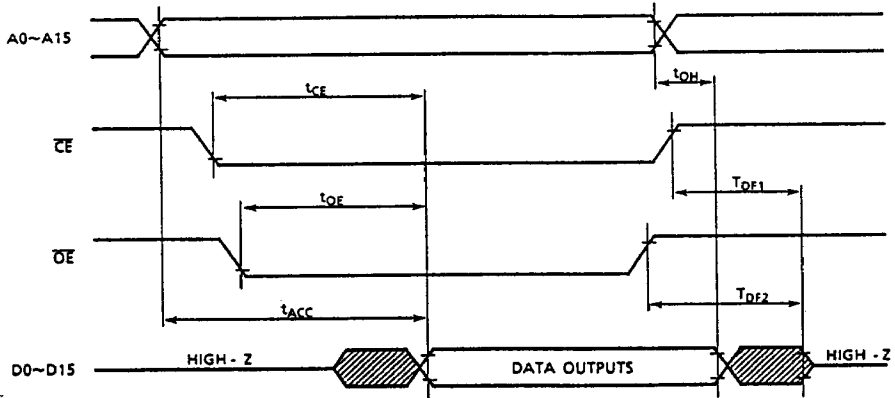 A0~A15
tOH
tCE
CE
TDF1
tOE
OE
TDF2
tACC
D0~D15 HIGH - Z DATA OUTPUTS HIGH - Z